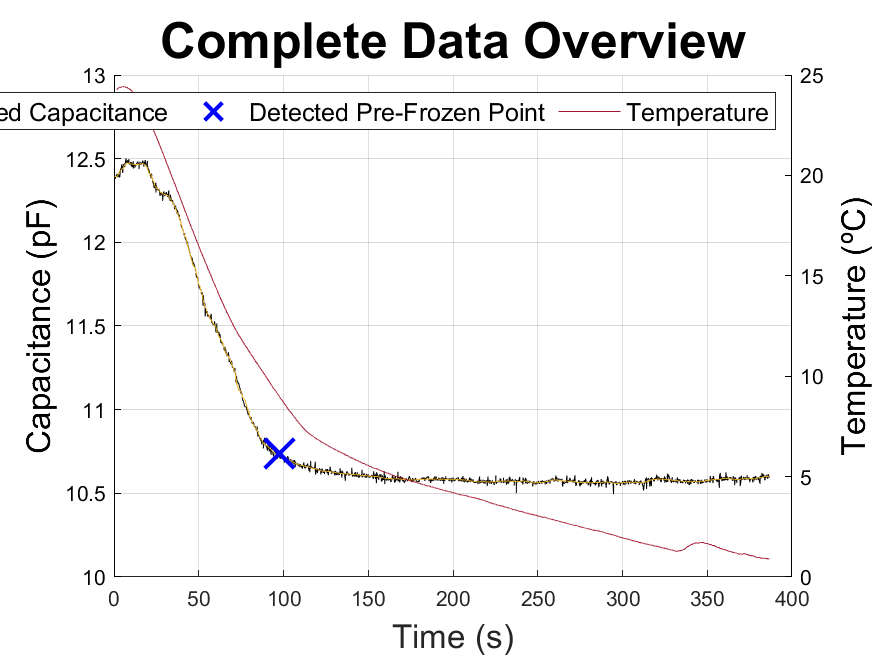 Complete Data Overview
ed Capacitance Detected Pre-Frozen Point Temperature
13
12.5
12
11.5
11
10.5
10
Capacitance (pF)
25
20
15
10
5
0
Temperature (ºC)
0 50 100 150 200 250 300 350 400
Time (s)